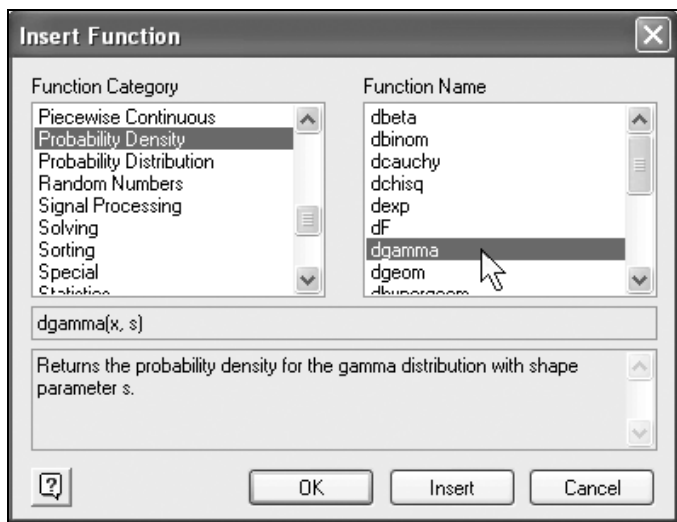 Insert Function
Function Category
Function Name
Piecewise Continuous
Probability Density
Probability Distribution
Random Numbers
Signal Processing
Solving
Sorting
Special
Statistics
dbeta
dbinom
dcauchy
dchisq
dexp
dF
dgamma
dgeom
dhypergeom
dgamma(x, s)
Returns the probability density for the gamma distribution with shape
parameter s.
OK
Insert
Cancel